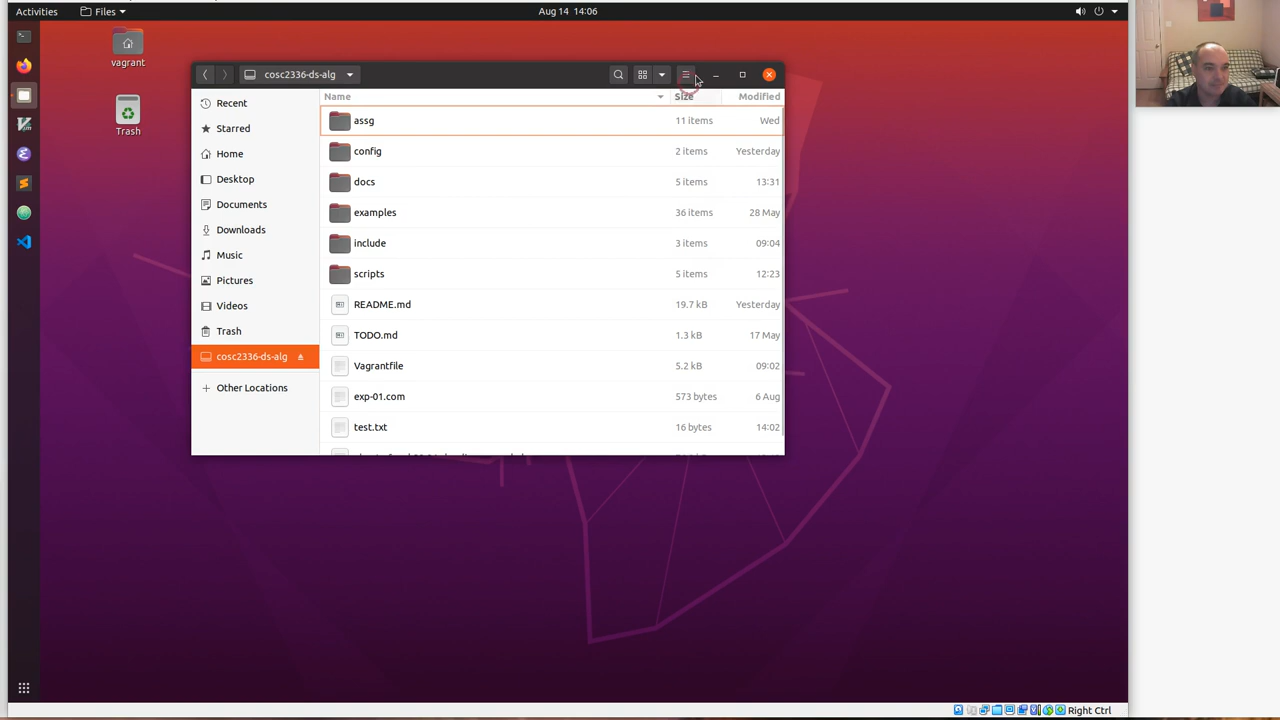 Activities Files Aug 14 14:06
vagrant
Trash
cosc2336-ds-alg
Recent
Starred
Home
Desktop
Documents
Downloads
Music
Pictures
Videos
Trash
cosc2336-ds-alg
Other Locations
Name Size Modified
assg 11 items Wed
config 2 items Yesterday
docs 5 items 13:31
examples 36 items 28 May
include 3 items 09:04
scripts 5 items 12:23
README.md 19.7 kB Yesterday
TODO.md 1.3 kB 17 May
Vagrantfile 5.2 kB 09:02
exp-01.com 573 bytes 6 Aug
test.txt 16 bytes 14:02
Right Ctrl